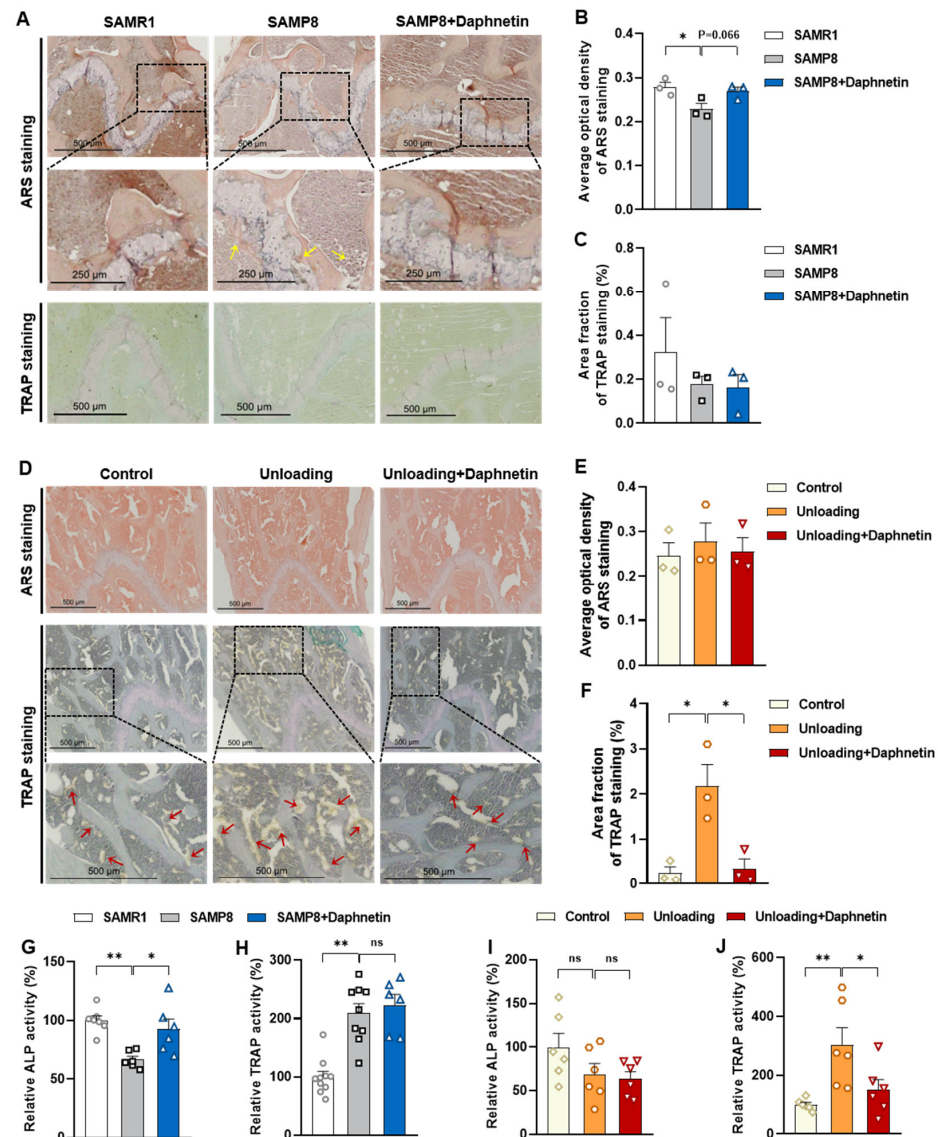 A
SAMR1 SAMP8 SAMP8+Daphnetin
ARS staining
500 μm 500 μm 500 μm
250 μm 250 μm 250 μm
TRAP staining
500 μm 500 μm 500 μm
B
Average optical density
of ARS staining
0.4
0.3
0.2
0.1
0.0
* P=0.066
SAMR1
SAMP8
SAMP8+Daphnetin
C
Area fraction
of TRAP staining (%)
0.8
0.6
0.4
0.2
0.0
SAMR1
SAMP8
SAMP8+Daphnetin
D
Control Unloading Unloading+Daphnetin
ARS staining
500 μm 500 μm 500 μm
TRAP staining
500 μm 500 μm 500 μm
500 μm 500 μm 500 μm
E
Average optical density
of ARS staining
0.4
0.3
0.2
0.1
0.0
Control
Unloading
Unloading+Daphnetin
F
Area fraction
of TRAP staining (%)
4
3
2
1
0
* *
Control
Unloading
Unloading+Daphnetin
SAMR1 SAMP8 SAMP8+Daphnetin
G
Relative ALP activity (%)
150
100
50
0
** *
H
Relative TRAP activity (%)
300
200
100
0
** ns
Control Unloading Unloading+Daphnetin
I
Relative ALP activity (%)
200
150
100
50
0
ns ns
J
Relative TRAP activity (%)
600
400
200
0
** *